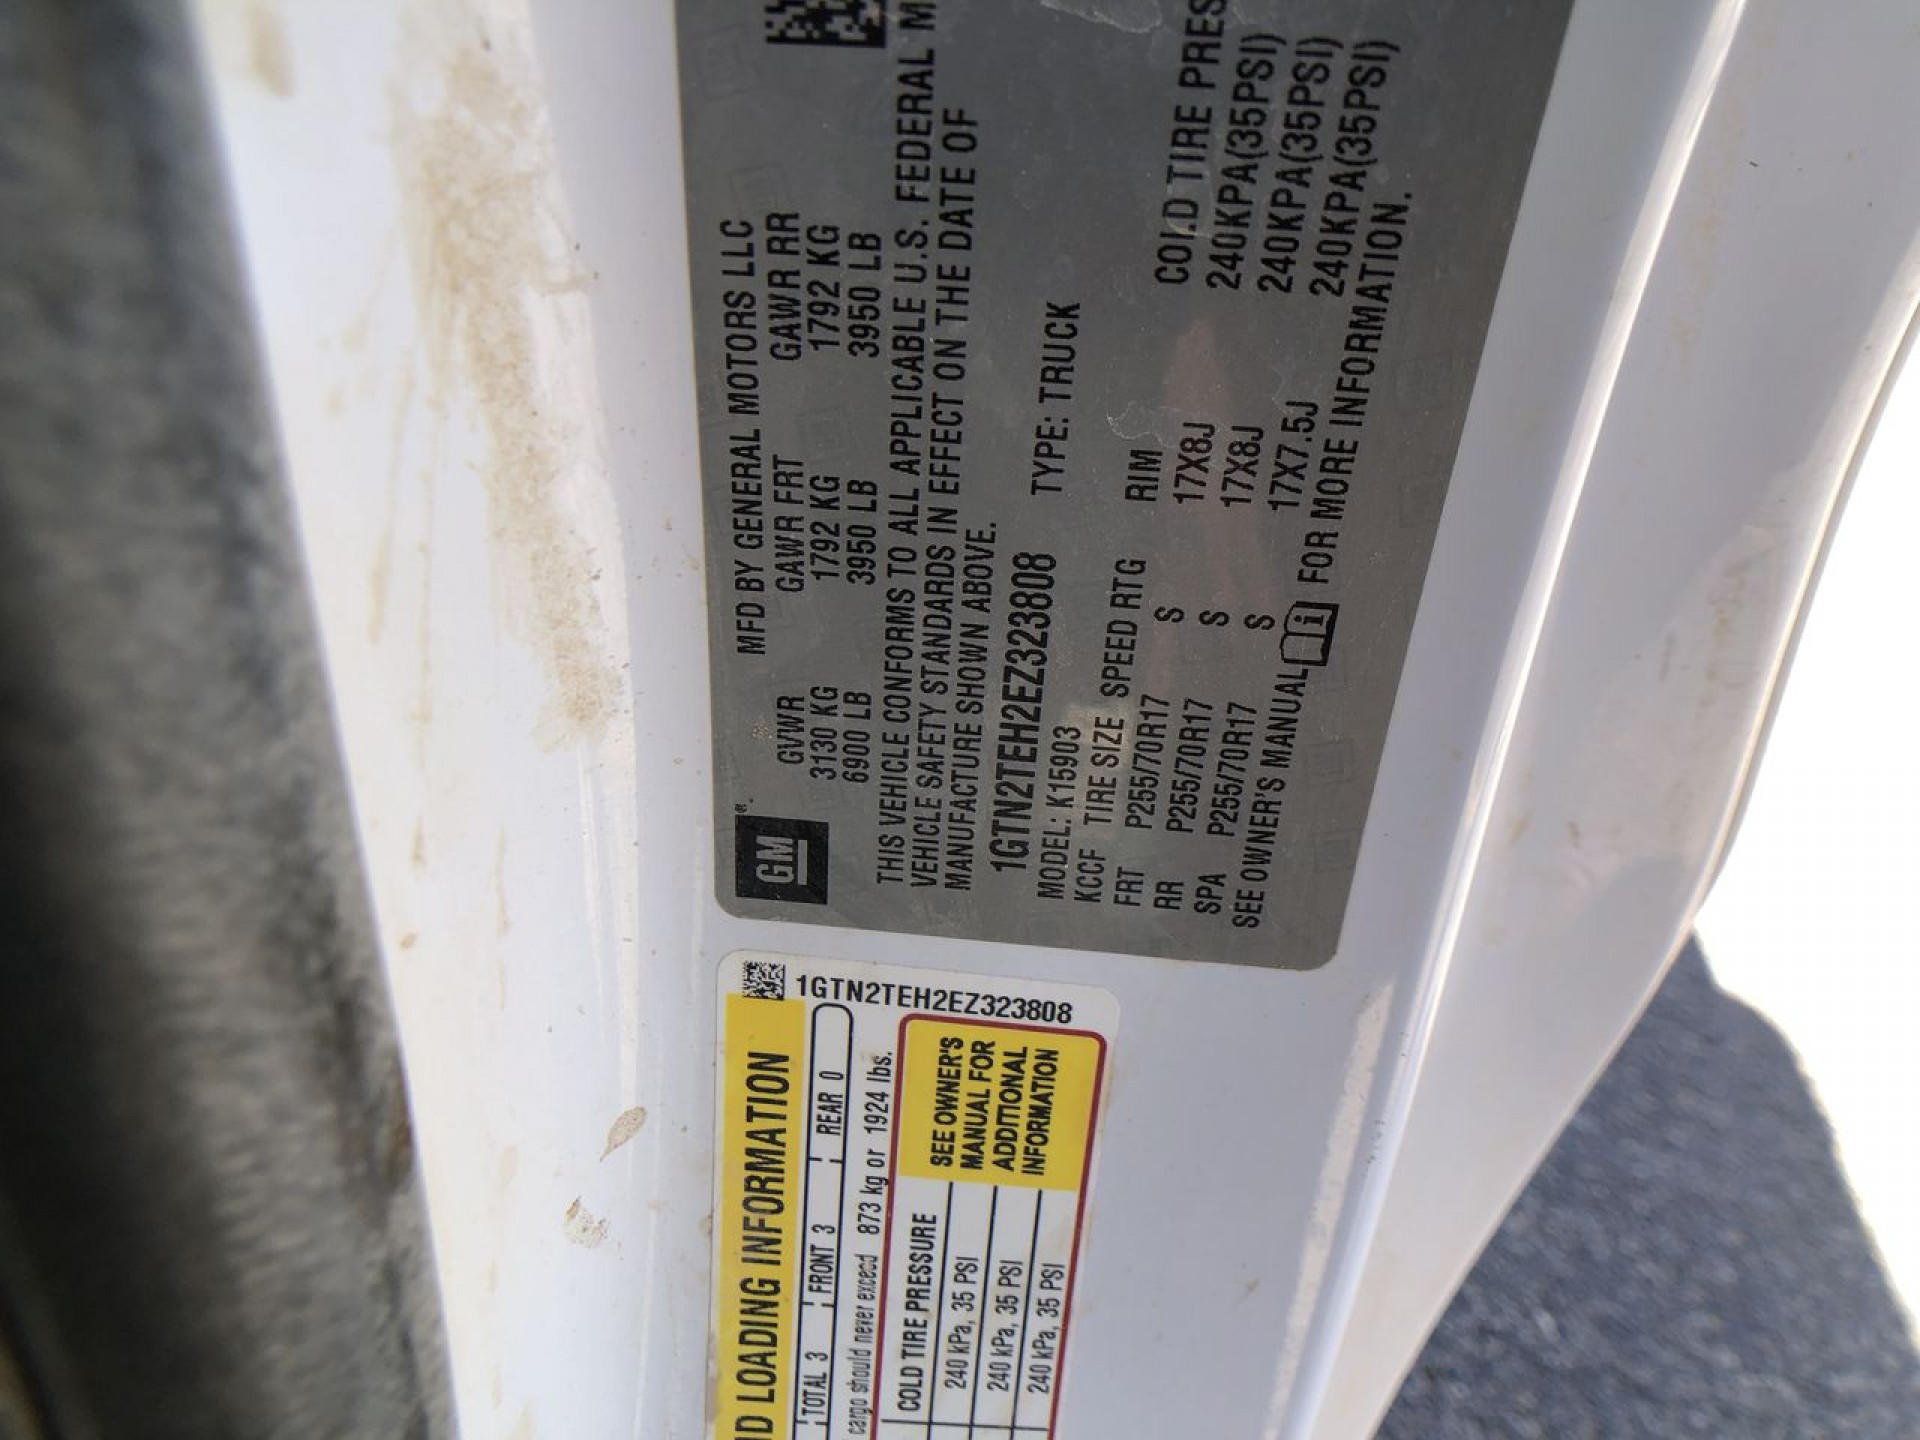 GM
MFD BY GENERAL MOTORS LLC
GVWR GAWR FRT GAWR RR
3130 KG 1792 KG 1792 KG
6900 LB 3950 LB 3950 LB
THIS VEHICLE CONFORMS TO ALL APPLICABLE U.S. FEDERAL M
VEHICLE SAFETY STANDARDS IN EFFECT ON THE DATE OF
MANUFACTURE SHOWN ABOVE.
1GTN2TEH2EZ323808 TYPE: TRUCK
MODEL: K15903
KCCF TIRE SIZE SPEED RTG RIM COLD TIRE PRES
FRT P255/70R17 S 17X8J 240KPA(35PSI)
RR P255/70R17 S 17X8J 240KPA(35PSI)
SPA P255/70R17 S 17X7.5J 240KPA(35PSI)
SEE OWNER'S MANUAL i FOR MORE INFORMATION.
ND LOADING INFORMATION
1GTN2TEH2EZ323808
TOTAL 3 FRONT 3 REAR 0
cargo should never exceed 873 kg or 1924 lbs.
COLD TIRE PRESSURE
240 kPa, 35 PSI
240 kPa, 35 PSI
240 kPa, 35 PSI
SEE OWNER'S
MANUAL FOR
ADDITIONAL
INFORMATION